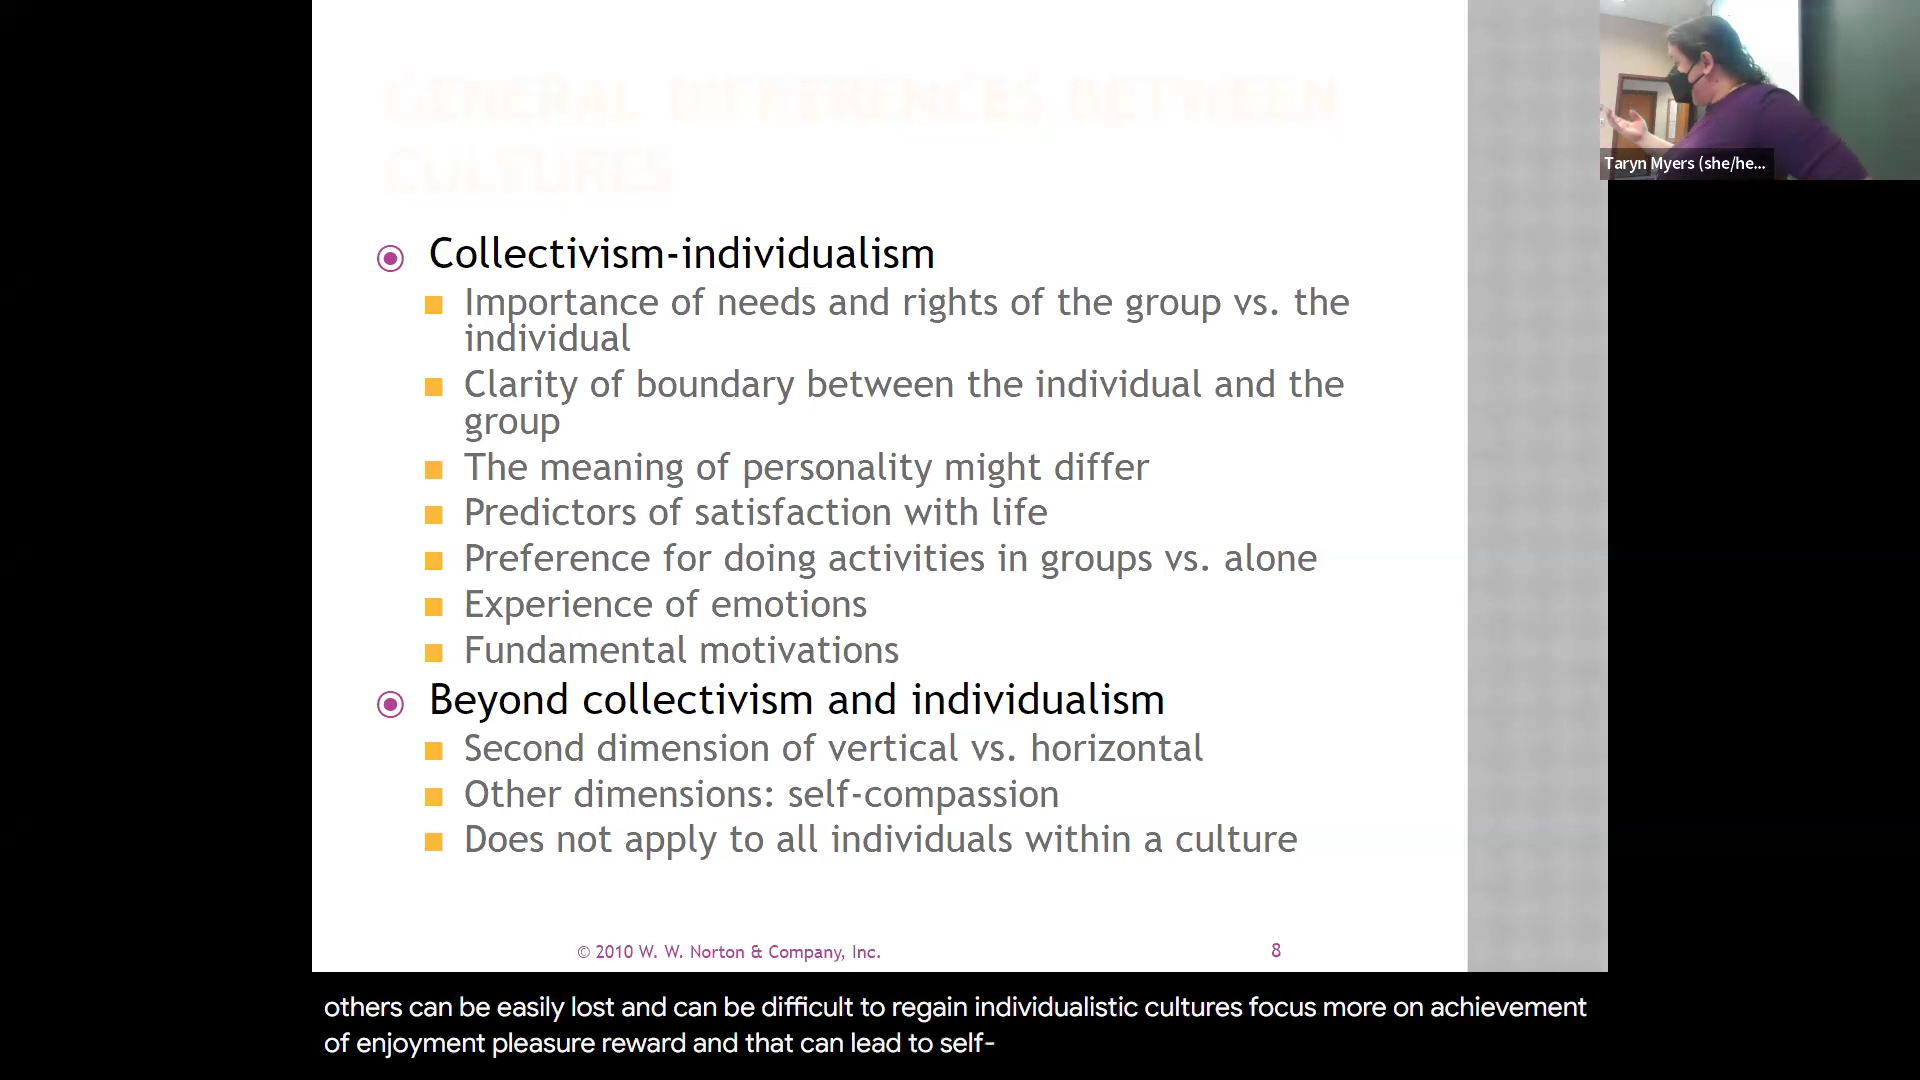 GENERAL DIFFERENCES BETWEEN
CULTURES
Taryn Myers (she/he...
Collectivism-individualism
Importance of needs and rights of the group vs. the
individual
Clarity of boundary between the individual and the
group
The meaning of personality might differ
Predictors of satisfaction with life
Preference for doing activities in groups vs. alone
Experience of emotions
Fundamental motivations
Beyond collectivism and individualism
Second dimension of vertical vs. horizontal
Other dimensions: self-compassion
Does not apply to all individuals within a culture
© 2010 W. W. Norton & Company, Inc.
8
others can be easily lost and can be difficult to regain individualistic cultures focus more on achievement
of enjoyment pleasure reward and that can lead to self-